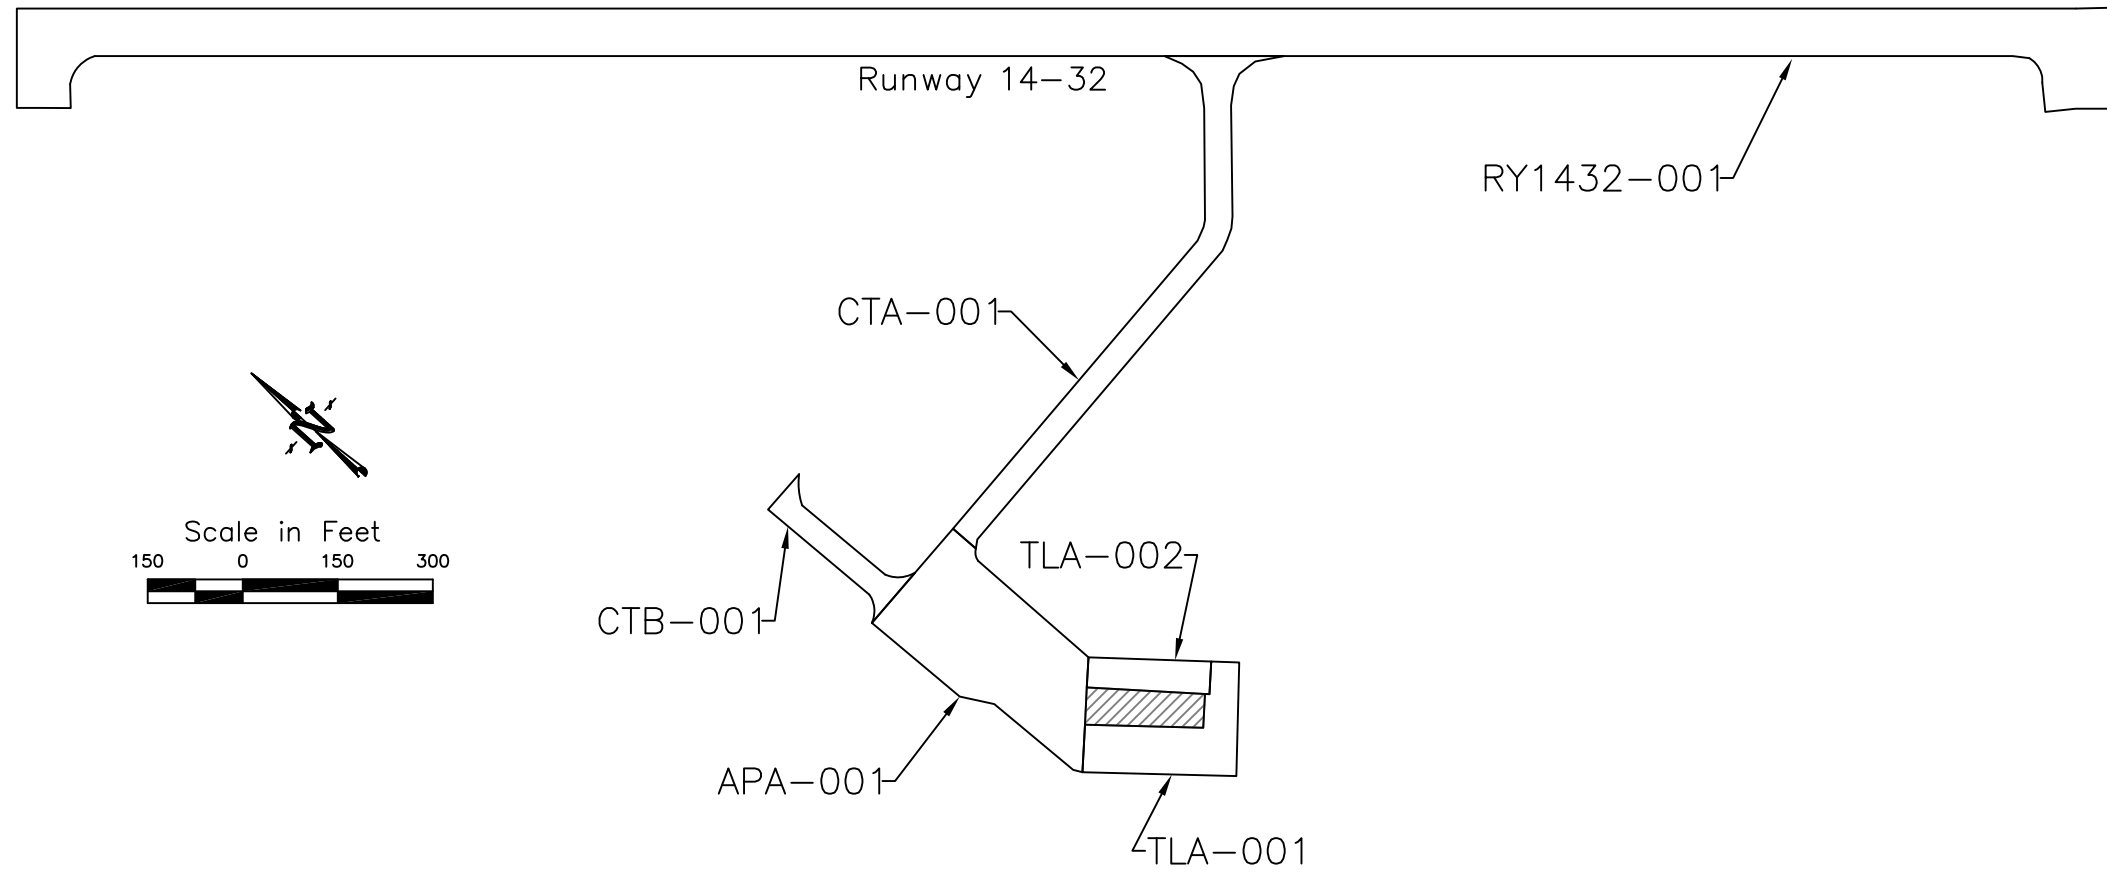 Runway 14-32
RY1432-001
CTA-001
N
Scale in Feet
150 0 150 300
TLA-002
CTB-001
APA-001
TLA-001